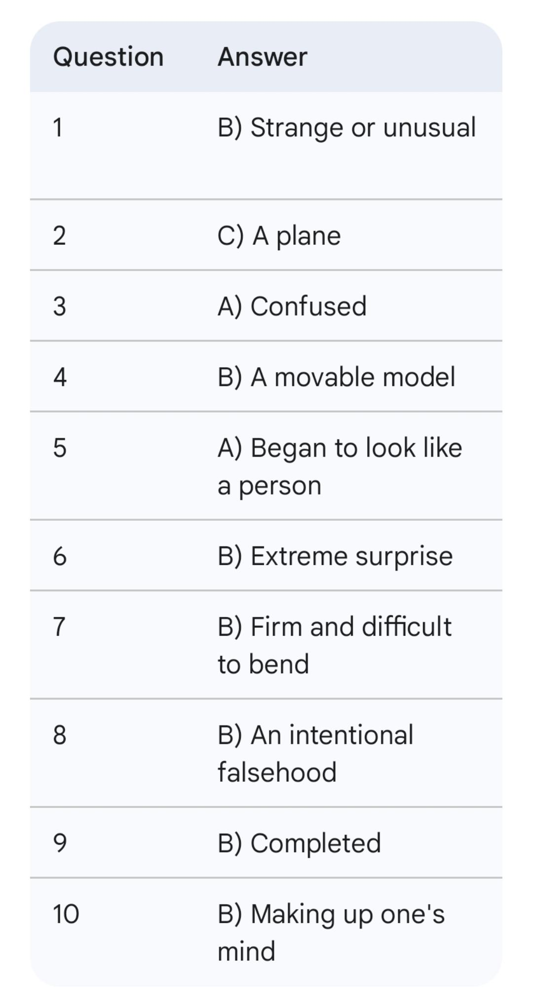 Question Answer
1 B) Strange or unusual
2 C) A plane
3 A) Confused
4 B) A movable model
5 A) Began to look like
a person
6 B) Extreme surprise
7 B) Firm and difficult
to bend
8 B) An intentional
falsehood
9 B) Completed
10 B) Making up one's
mind